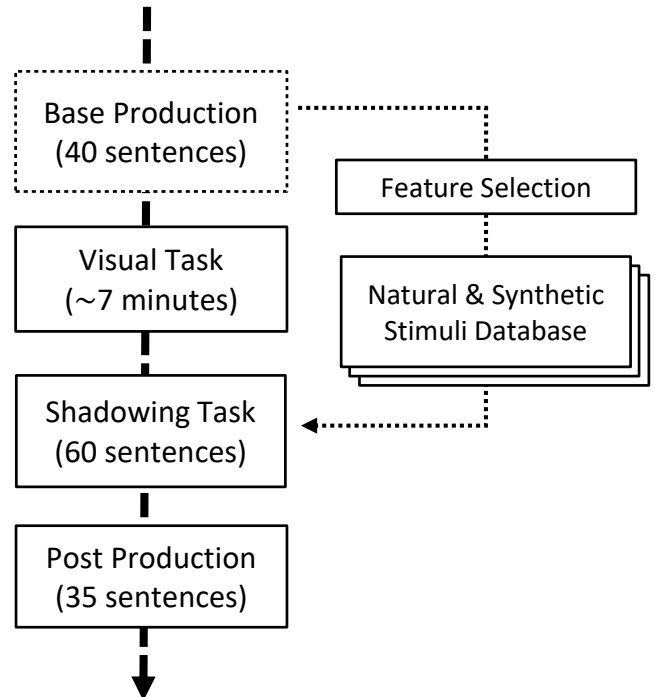 Base Production
(40 sentences)
Feature Selection
Visual Task
(~7 minutes)
Natural & Synthetic
Stimuli Database
Shadowing Task
(60 sentences)
Post Production
(35 sentences)